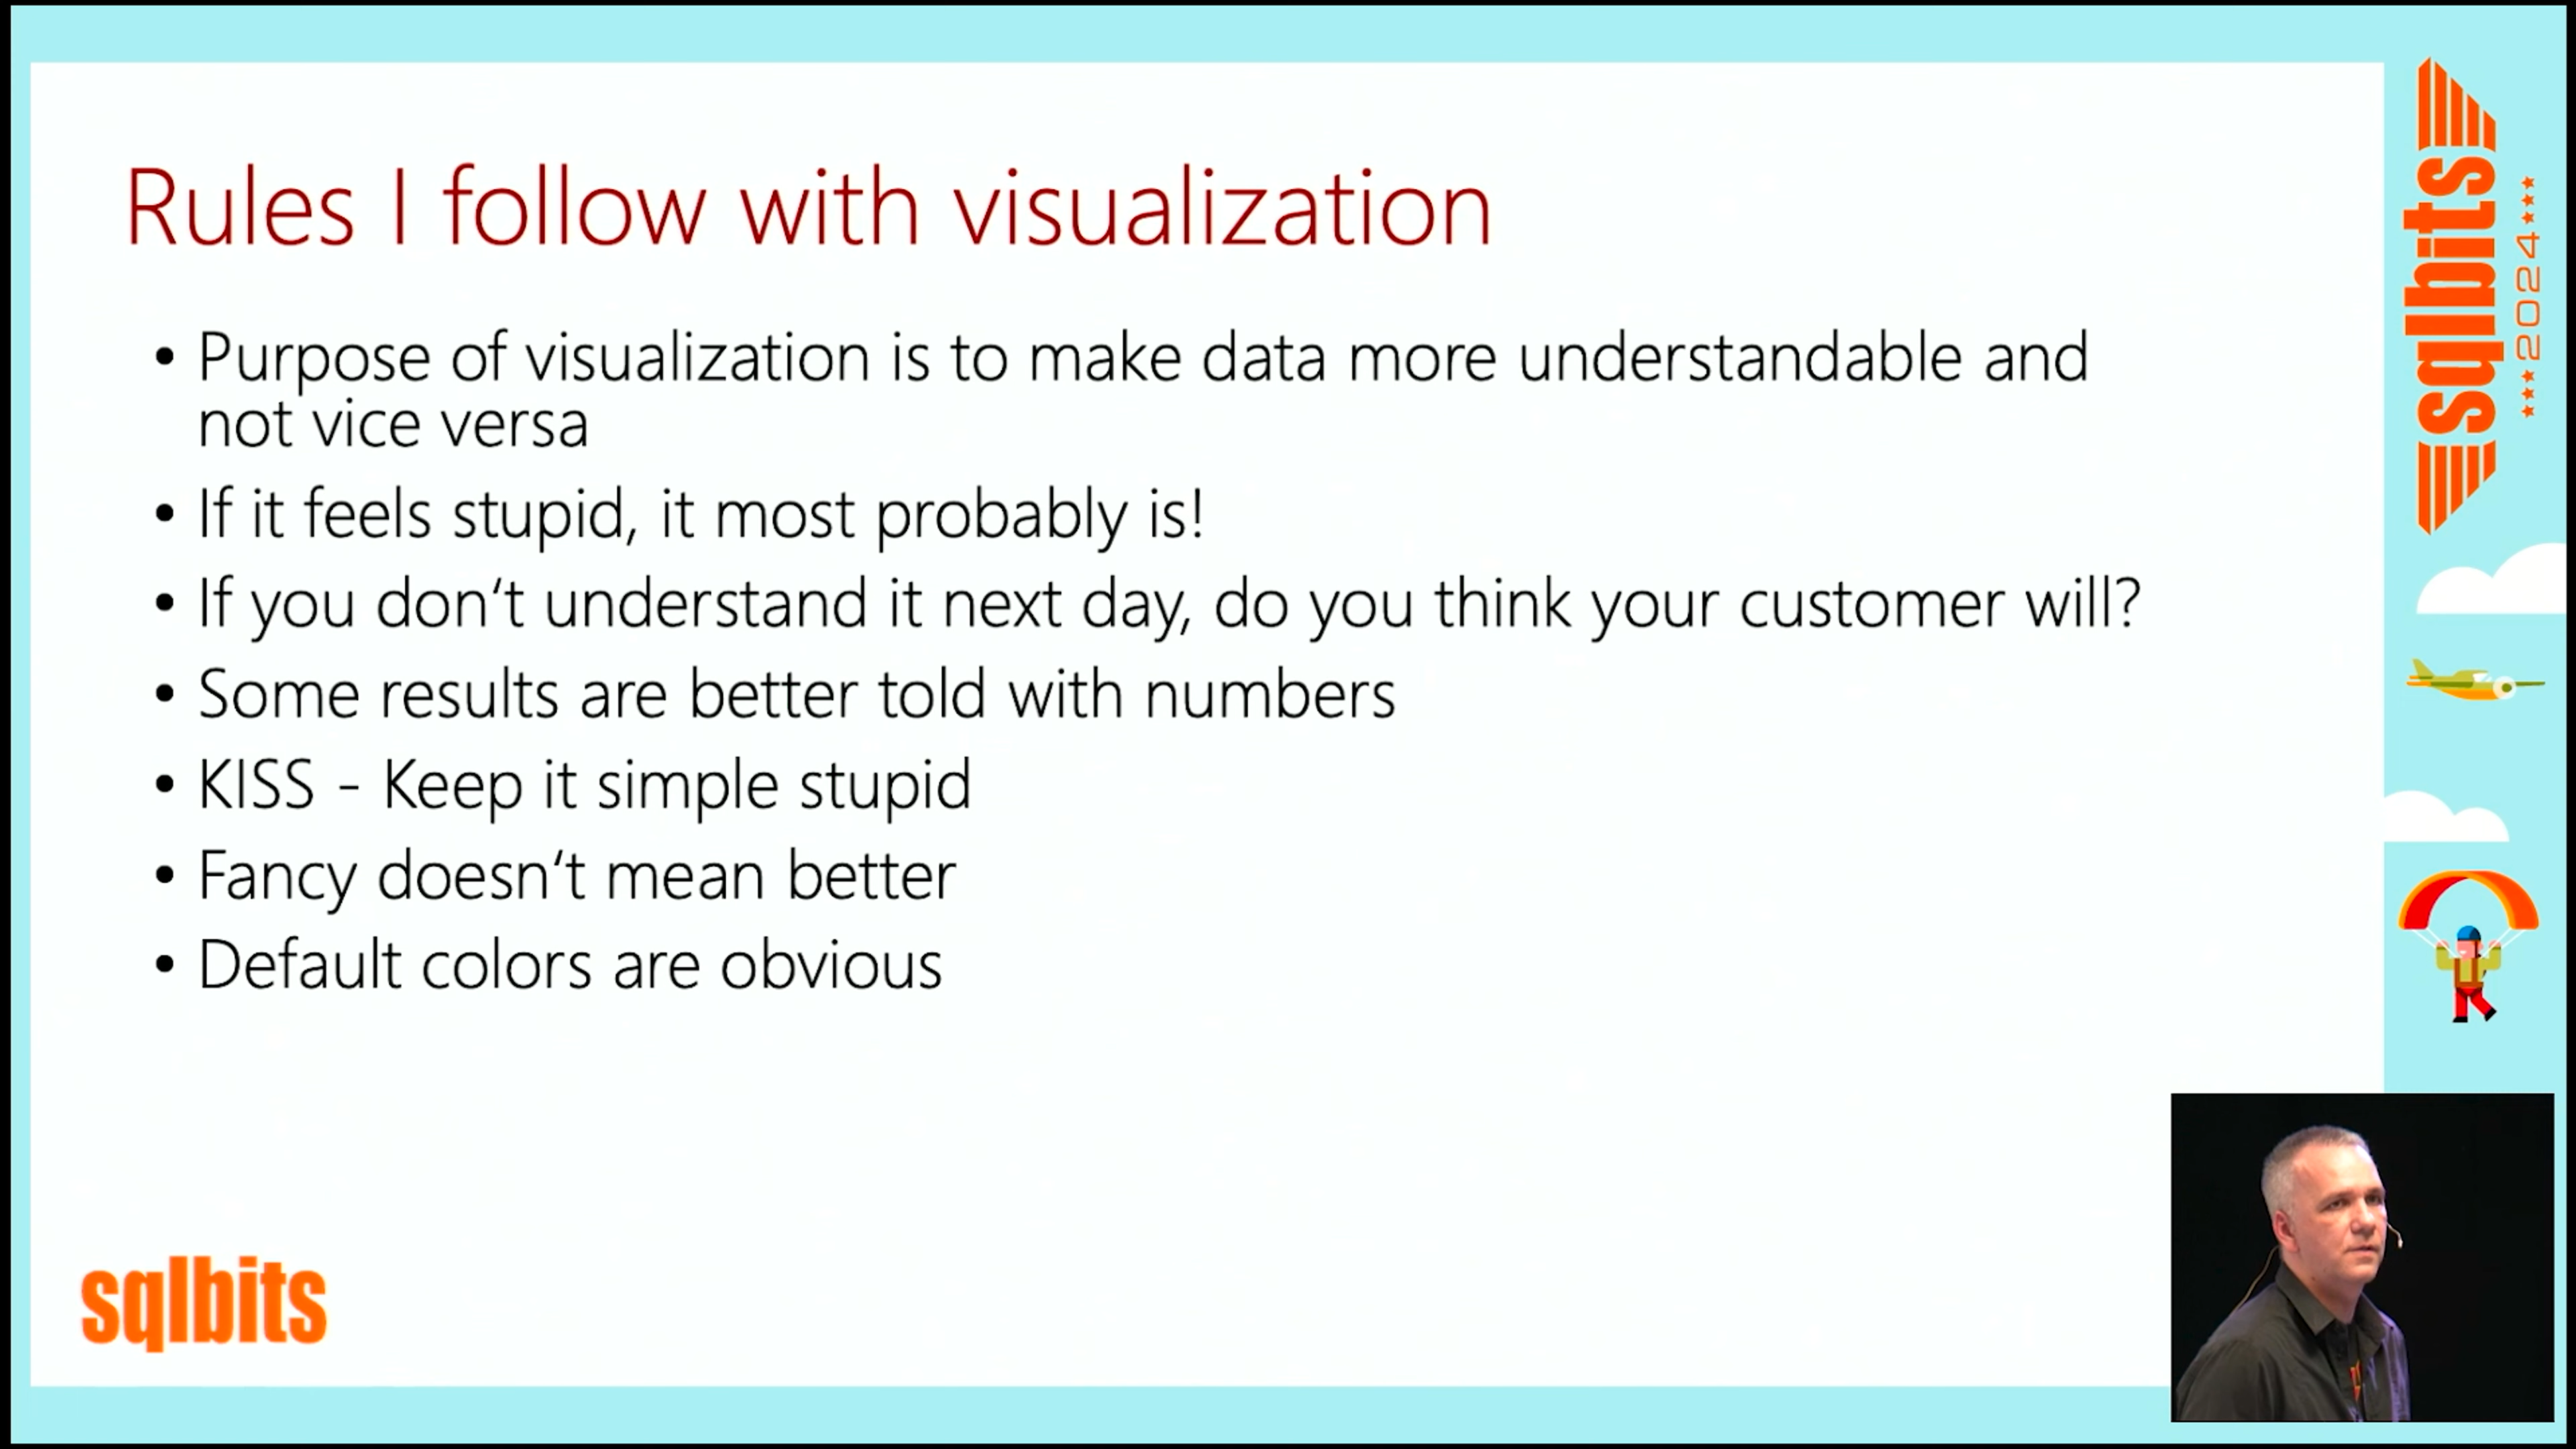 Rules I follow with visualization
• Purpose of visualization is to make data more understandable and
not vice versa
• If it feels stupid, it most probably is!
• If you don‘t understand it next day, do you think your customer will?
• Some results are better told with numbers
• KISS - Keep it simple stupid
• Fancy doesn‘t mean better
• Default colors are obvious
sqlbits
sqlbits
2024